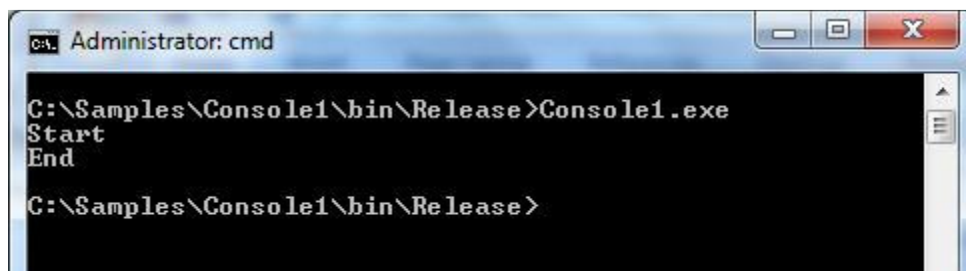 Administrator: cmd
C:\Samples\Console1\bin\Release>Console1.exe
Start
End
C:\Samples\Console1\bin\Release>